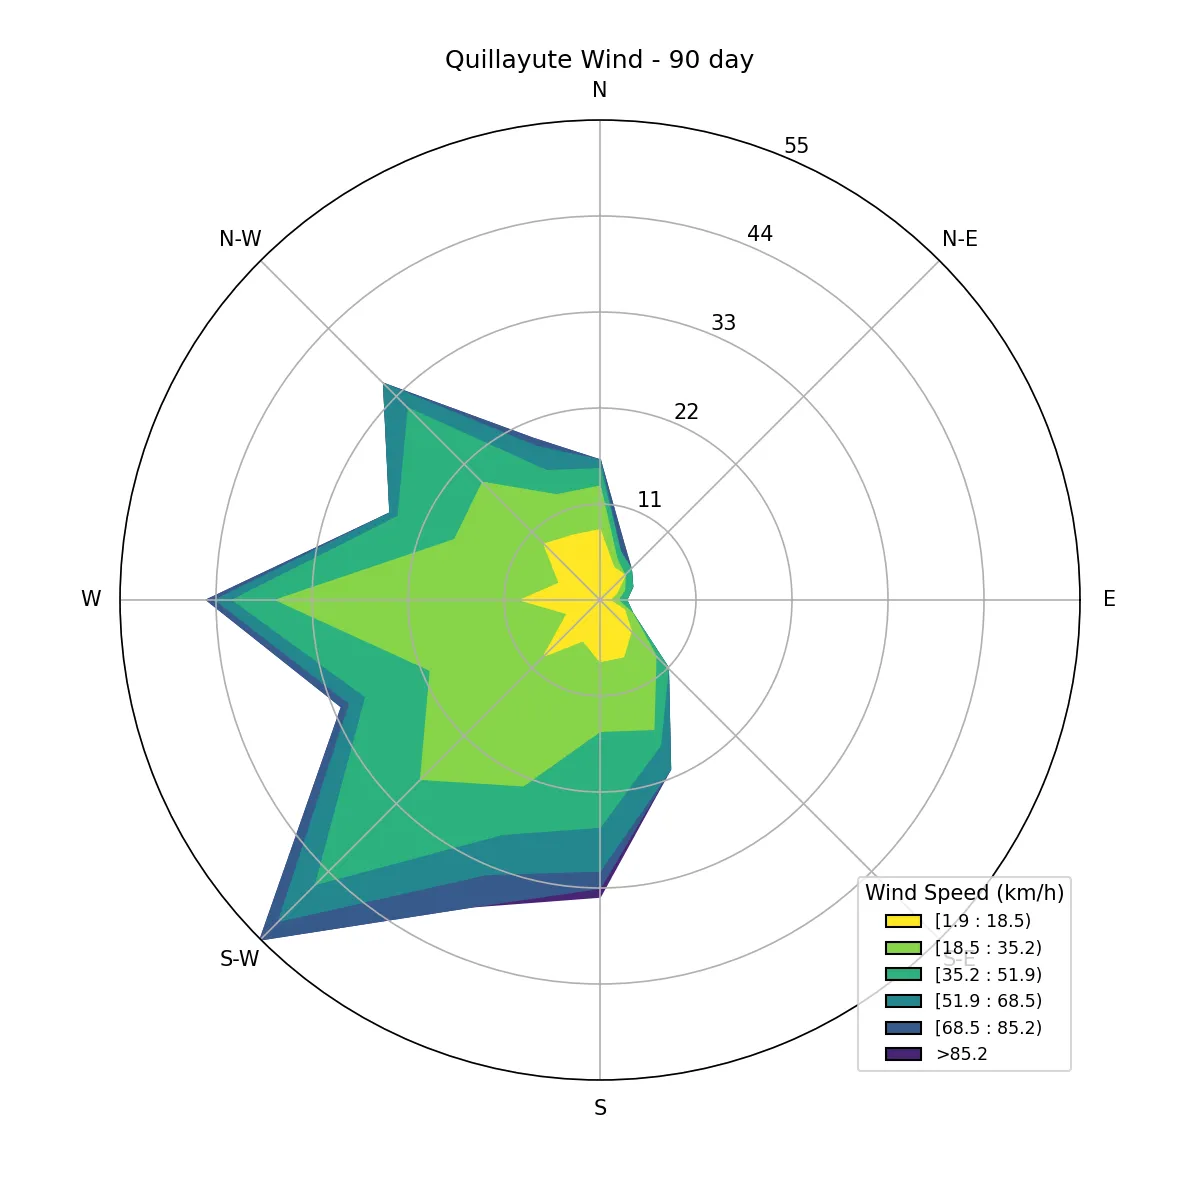 Quillayute Wind - 90 day
N
55
N-W
44
N-E
33
22
11
W
E
Wind Speed (km/h)
[1.9 : 18.5)
[18.5 : 35.2)
S-W
S-E
[35.2 : 51.9)
[51.9 : 68.5)
[68.5 : 85.2)
>85.2
S